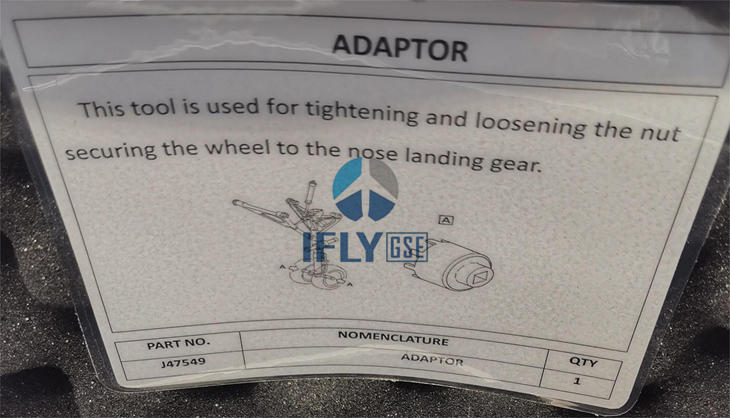 ADAPTOR
This tool is used for tightening and loosening the nut
securing the wheel to the nose landing gear.
A
IFLY GSE
A
A
PART NO. NOMENCLATURE QTY
J47549 ADAPTOR 1